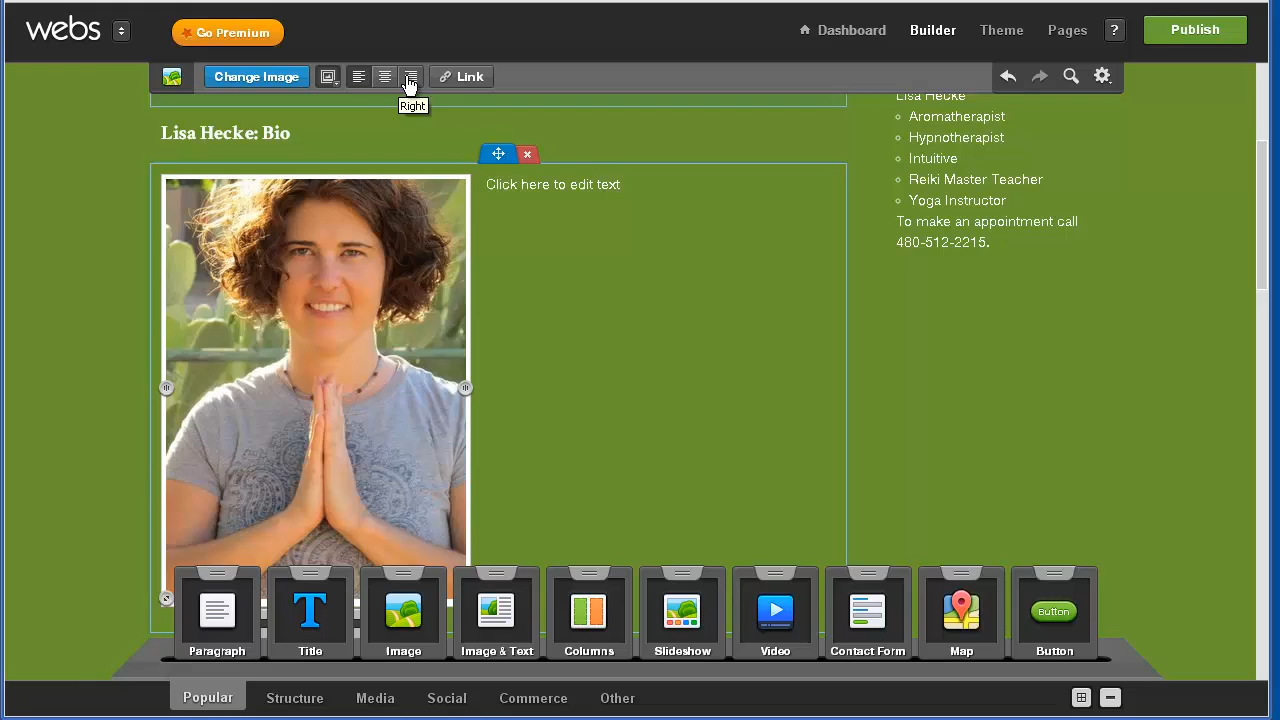 webs
Go Premium
Dashboard
Builder
Theme
Pages
?
Publish
Change Image
Link
Right
Lisa Hecke
Aromatherapist
Hypnotherapist
Intuitive
Reiki Master Teacher
Yoga Instructor
To make an appointment call
480-512-2215.
Lisa Hecke: Bio
Click here to edit text
Paragraph
Title
Image
Image & Text
Columns
Slideshow
Video
Contact Form
Map
Button
Button
Popular
Structure
Media
Social
Commerce
Other